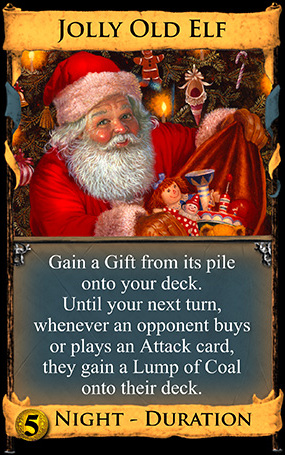 Jolly Old Elf
Gain a Gift from its pile
onto your deck.
Until your next turn,
whenever an opponent buys
or plays an Attack card,
they gain a Lump of Coal
onto their deck.
5 Night - Duration